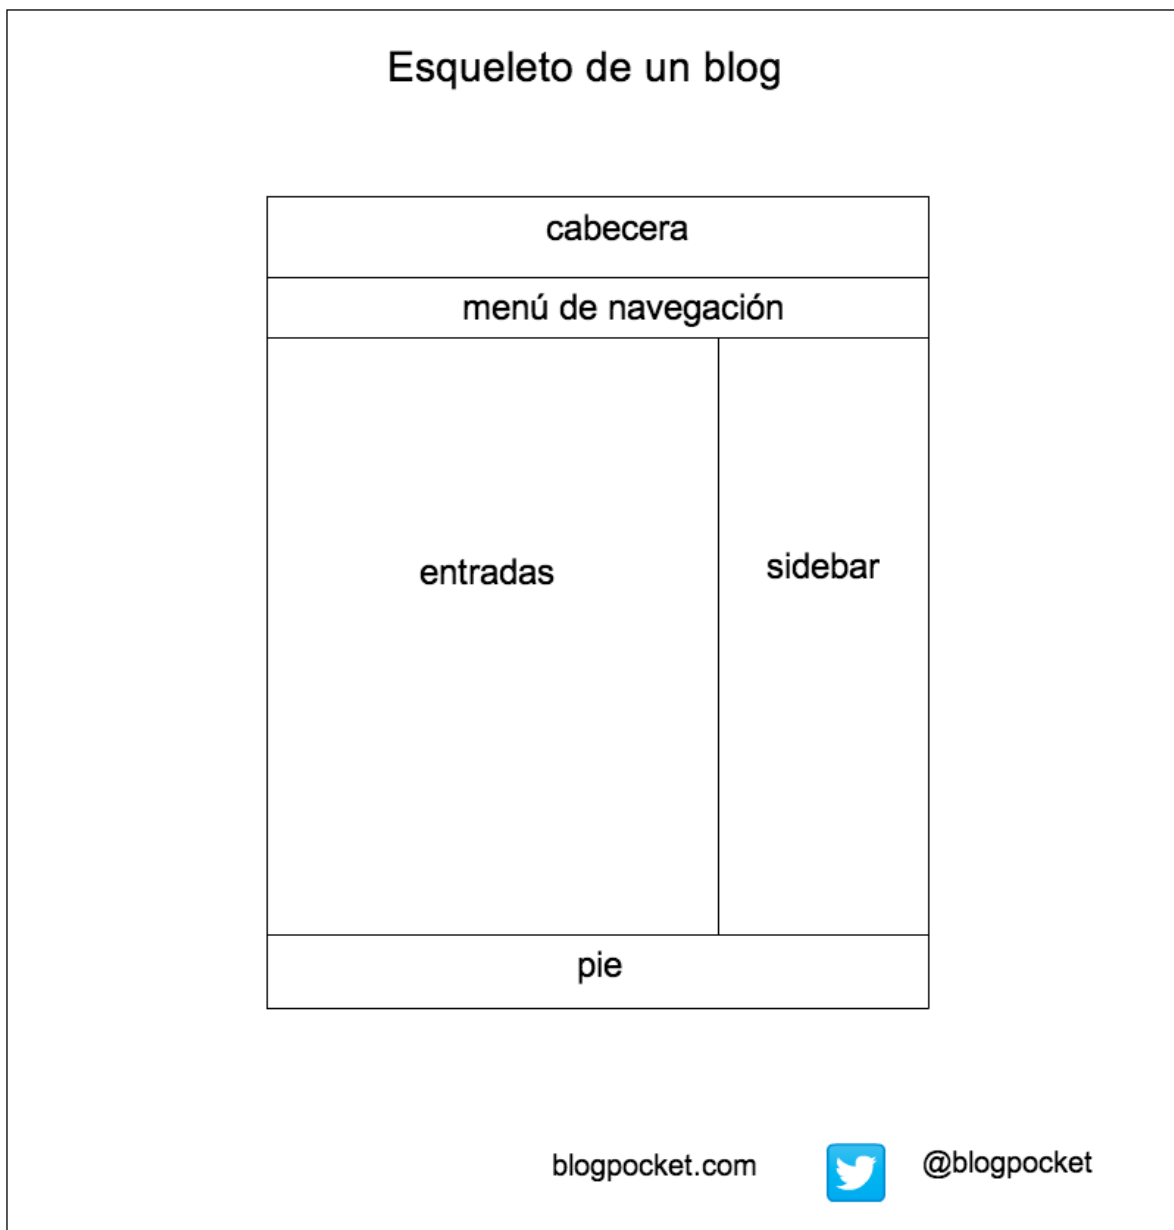 Esqueleto de un blog
cabecera
menú de navegación
entradas
sidebar
pie
blogpocket.com
@blogpocket